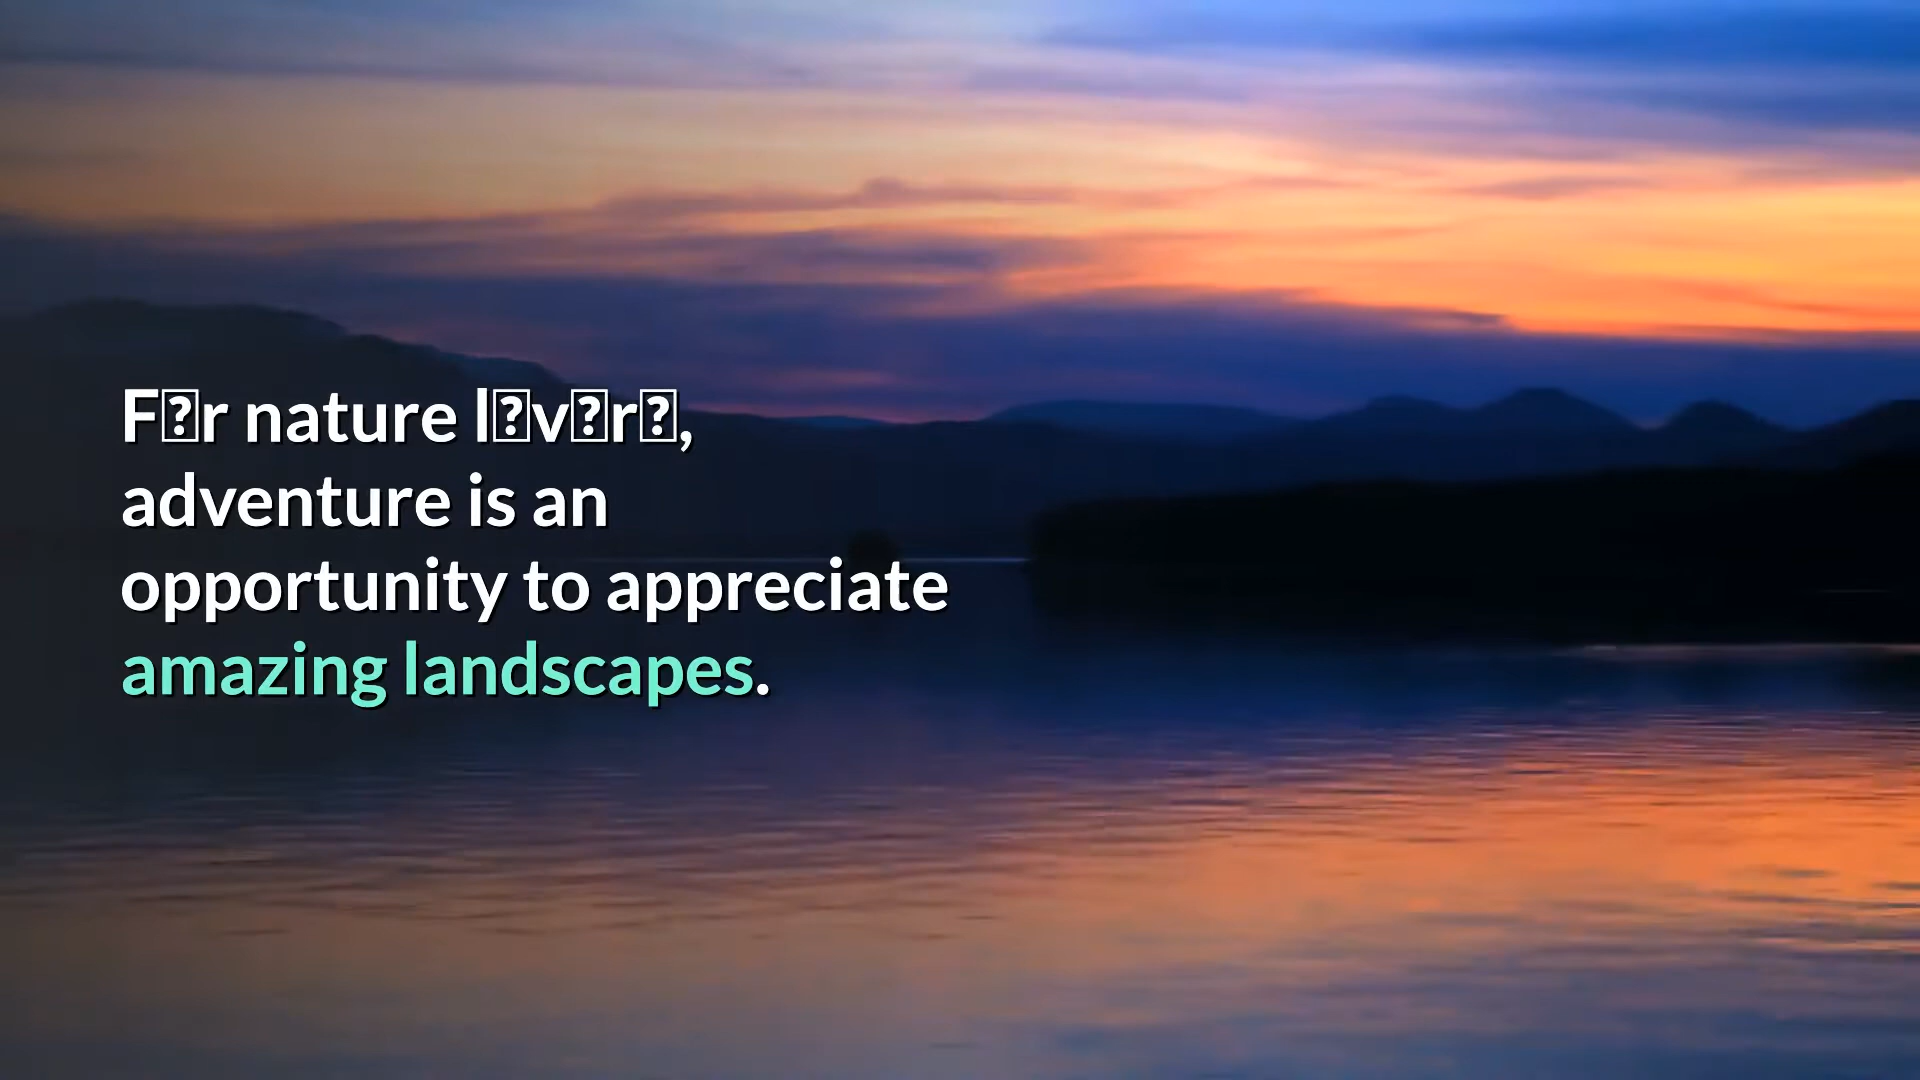 F⍰r nature l⍰v⍰r⍰,
adventure is an
opportunity to appreciate
amazing landscapes.